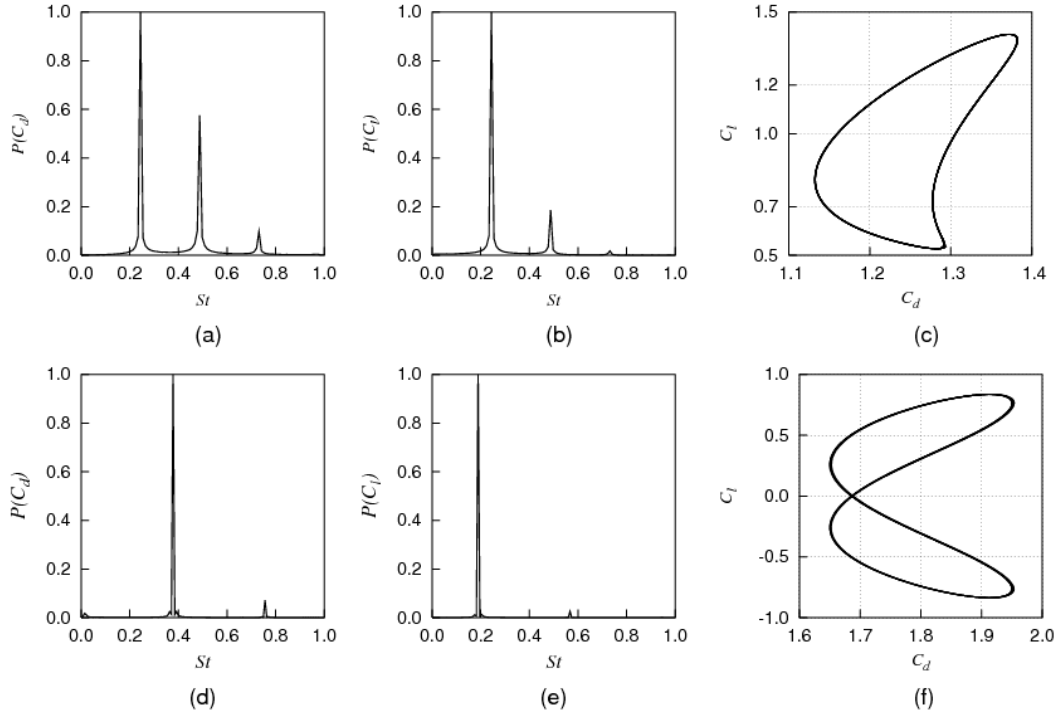 1.0 0.8 0.6 0.4 0.2 0.0
P(C_d)
0.0 0.2 0.4 0.6 0.8 1.0
St
(a)
1.0 0.8 0.6 0.4 0.2 0.0
P(C_l)
0.0 0.2 0.4 0.6 0.8 1.0
St
(b)
1.5 1.2 1.0 0.7 0.5
C_l
1.1 1.2 1.3 1.4
C_d
(c)
1.0 0.8 0.6 0.4 0.2 0.0
P(C_d)
0.0 0.2 0.4 0.6 0.8 1.0
St
(d)
1.0 0.8 0.6 0.4 0.2 0.0
P(C_l)
0.0 0.2 0.4 0.6 0.8 1.0
St
(e)
1.0 0.5 0.0 -0.5 -1.0
C_l
1.6 1.7 1.8 1.9 2.0
C_d
(f)